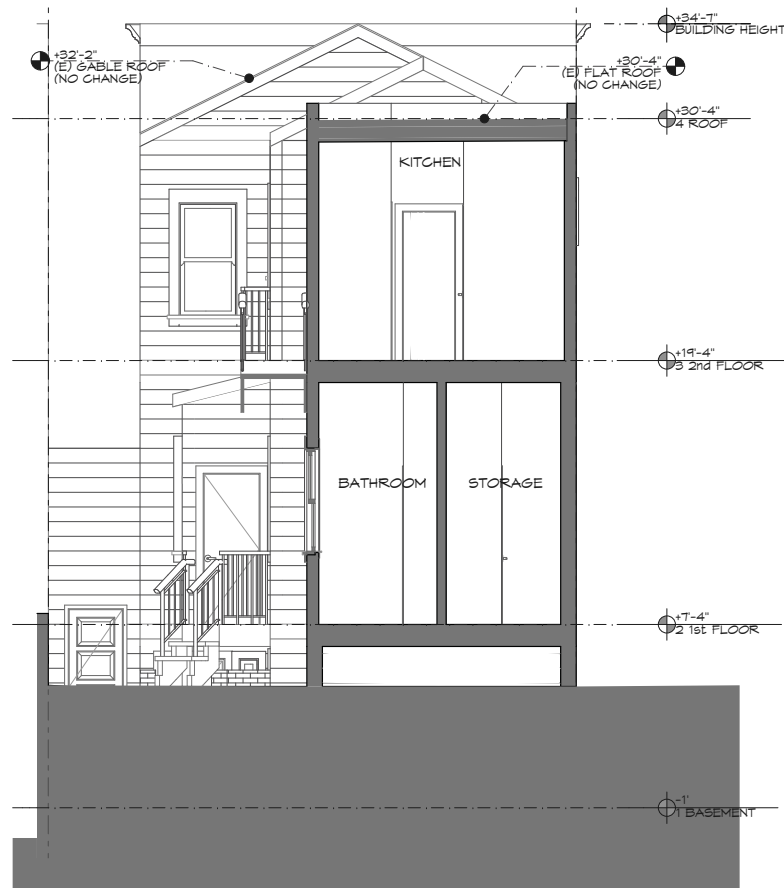 +34'-7"
BUILDING HEIGHT
+32'-2"
(E) GABLE ROOF
(NO CHANGE)
+30'-4"
(E) FLAT ROOF
(NO CHANGE)
+30'-4"
4 ROOF
KITCHEN
+19'-4"
3 2nd FLOOR
BATHROOM
STORAGE
+7'-4"
2 1st FLOOR
-1'
1 BASEMENT